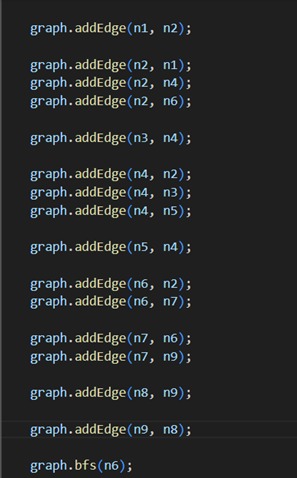 graph.addEdge(n1, n2);
graph.addEdge(n2, n1);
graph.addEdge(n2, n4);
graph.addEdge(n2, n6);
graph.addEdge(n3, n4);
graph.addEdge(n4, n2);
graph.addEdge(n4, n3);
graph.addEdge(n4, n5);
graph.addEdge(n5, n4);
graph.addEdge(n6, n2);
graph.addEdge(n6, n7);
graph.addEdge(n7, n6);
graph.addEdge(n7, n9);
graph.addEdge(n8, n9);
graph.addEdge(n9, n8);
graph.bfs(n6);